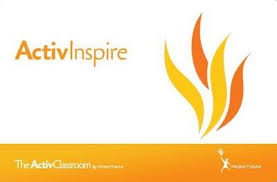 ActivInspire
The ActivClassroom BY PROMETHEAN
PROMETHEAN